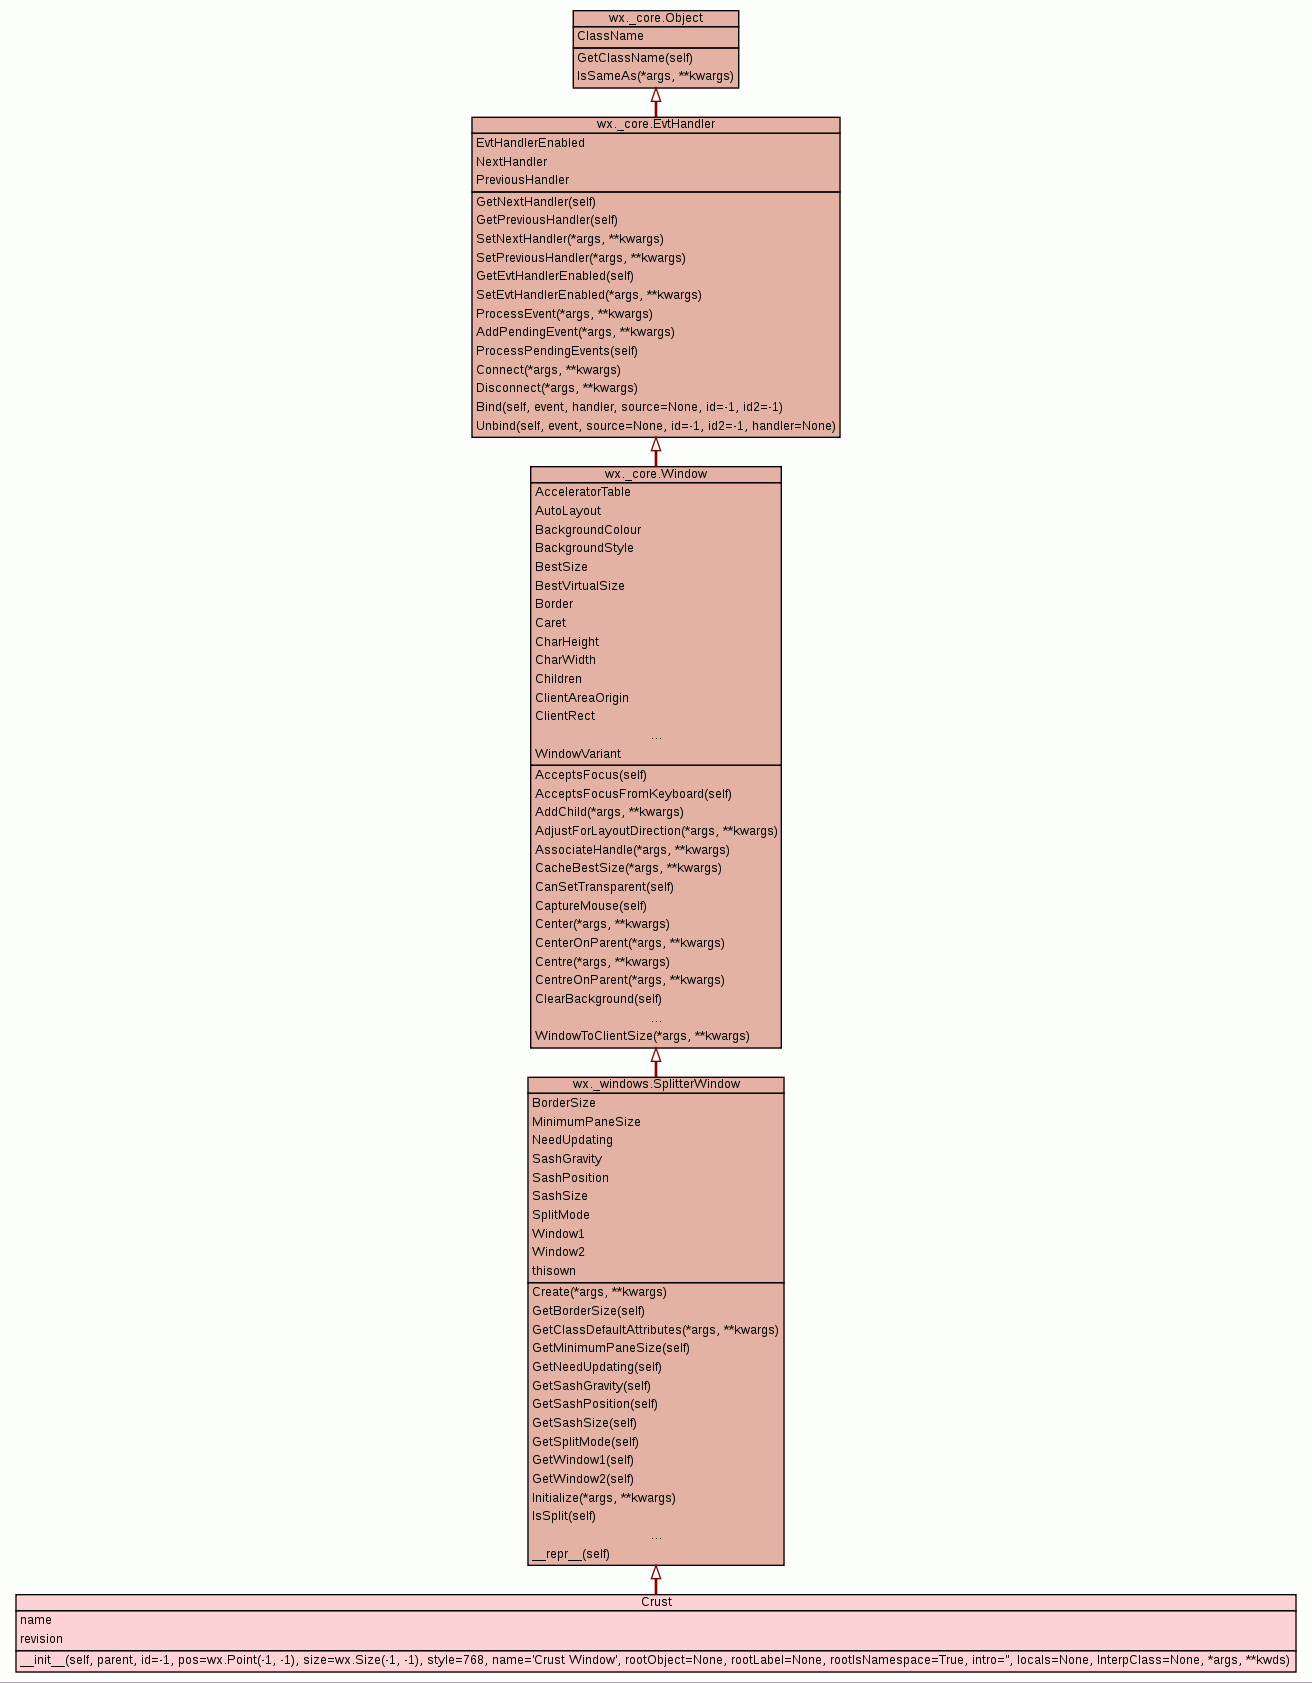 wx._core.Object
ClassName
GetClassName(self)
IsSameAs(*args, **kwargs)
wx._core.EvtHandler
EvtHandlerEnabled
NextHandler
PreviousHandler
GetNextHandler(self)
GetPreviousHandler(self)
SetNextHandler(*args, **kwargs)
SetPreviousHandler(*args, **kwargs)
GetEvtHandlerEnabled(self)
SetEvtHandlerEnabled(*args, **kwargs)
ProcessEvent(*args, **kwargs)
AddPendingEvent(*args, **kwargs)
ProcessPendingEvents(self)
Connect(*args, **kwargs)
Disconnect(*args, **kwargs)
Bind(self, event, handler, source=None, id=-1, id2=-1)
Unbind(self, event, source=None, id=-1, id2=-1, handler=None)
wx._core.Window
AcceleratorTable
AutoLayout
BackgroundColour
BackgroundStyle
BestSize
BestVirtualSize
Border
Caret
CharHeight
CharWidth
Children
ClientAreaOrigin
ClientRect
...
WindowVariant
AcceptsFocus(self)
AcceptsFocusFromKeyboard(self)
AddChild(*args, **kwargs)
AdjustForLayoutDirection(*args, **kwargs)
AssociateHandle(*args, **kwargs)
CacheBestSize(*args, **kwargs)
CanSetTransparent(self)
CaptureMouse(self)
Center(*args, **kwargs)
CenterOnParent(*args, **kwargs)
Centre(*args, **kwargs)
CentreOnParent(*args, **kwargs)
ClearBackground(self)
...
WindowToClientSize(*args, **kwargs)
wx._windows.SplitterWindow
BorderSize
MinimumPaneSize
NeedUpdating
SashGravity
SashPosition
SashSize
SplitMode
Window1
Window2
thisown
Create(*args, **kwargs)
GetBorderSize(self)
GetClassDefaultAttributes(*args, **kwargs)
GetMinimumPaneSize(self)
GetNeedUpdating(self)
GetSashGravity(self)
GetSashPosition(self)
GetSashSize(self)
GetSplitMode(self)
GetWindow1(self)
GetWindow2(self)
Initialize(*args, **kwargs)
IsSplit(self)
...
__repr__(self)
Crust
name
revision
__init__(self, parent, id=-1, pos=wx.Point(-1, -1), size=wx.Size(-1, -1), style=768, name='Crust Window', rootObject=None, rootLabel=None, rootIsNamespace=True, intro='', locals=None, InterpClass=None, *args, **kwds)